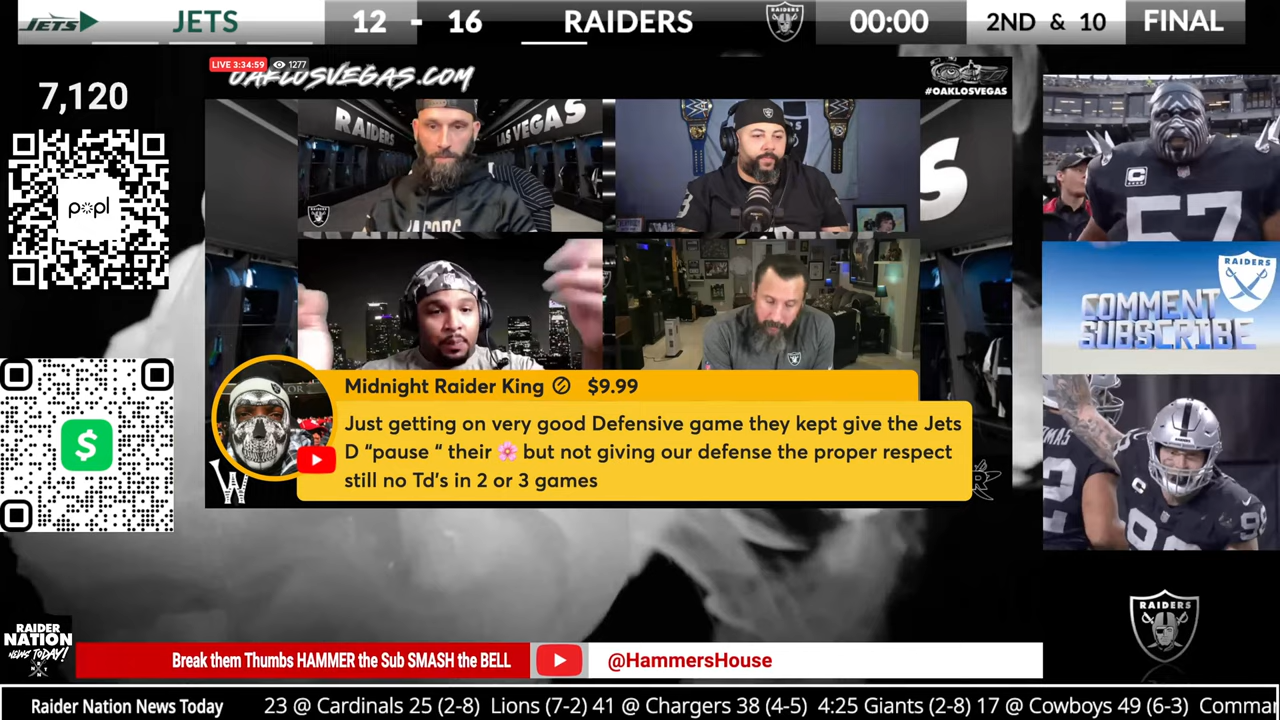 JETS JETS 12 - 16 RAIDERS RAIDERS 00:00 2ND & 10 FINAL
LIVE 3:34:59 1277
OAKLOSVEGAS.COM
#OAKLOSVEGAS
7,120
popl
RAIDERS
LAS VEGAS
S
JACOBS
C
57
RAIDERS
COMMENT
SUBSCRIBE
$
Midnight Raider King $9.99
Just getting on very good Defensive game they kept give the Jets
D “pause “ their 🌸 but not giving our defense the proper respect
still no Td's in 2 or 3 games
RAIDERS
RAIDER
NATION
NEWS TODAY!
Break them Thumbs HAMMER the Sub SMASH the BELL
@HammersHouse
Raider Nation News Today 23 @ Cardinals 25 (2-8) Lions (7-2) 41 @ Chargers 38 (4-5) 4:25 Giants (2-8) 17 @ Cowboys 49 (6-3) Comma